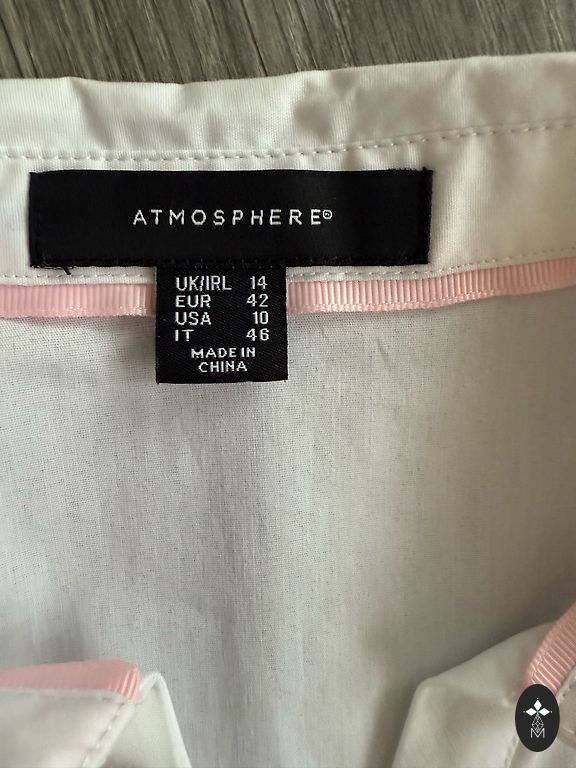 ATMOSPHERE®
UK/IRL 14
EUR 42
USA 10
IT 46
MADE IN
CHINA